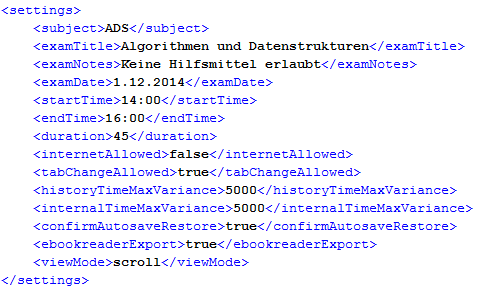 <settings>
<subject>ADS</subject>
<examTitle>Algorithmen und Datenstrukturen</examTitle>
<examNotes>Keine Hilfsmittel erlaubt</examNotes>
<examDate>1.12.2014</examDate>
<startTime>14:00</startTime>
<endTime>16:00</endTime>
<duration>45</duration>
<internetAllowed>false</internetAllowed>
<tabChangeAllowed>true</tabChangeAllowed>
<historyTimeMaxVariance>5000</historyTimeMaxVariance>
<internalTimeMaxVariance>5000</internalTimeMaxVariance>
<confirmAutosaveRestore>true</confirmAutosaveRestore>
<ebookreaderExport>true</ebookreaderExport>
<viewMode>scroll</viewMode>
</settings>